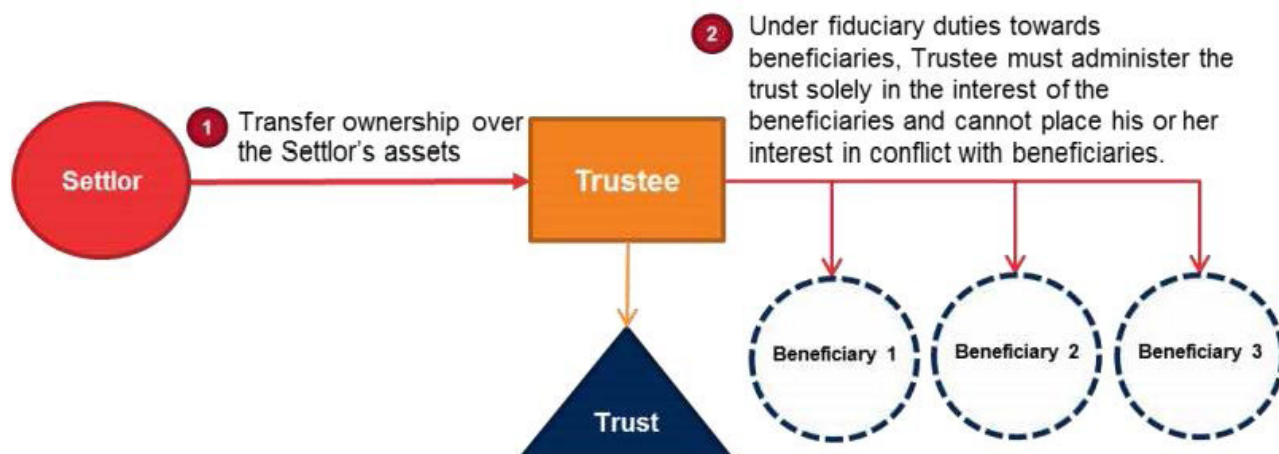 2
Under fiduciary duties towards
beneficiaries, Trustee must administer the
trust solely in the interest of the
beneficiaries and cannot place his or her
interest in conflict with beneficiaries.
1
Transfer ownership over
the Settlor's assets
Settlor
Trustee
Beneficiary 1
Beneficiary 2
Beneficiary 3
Trust